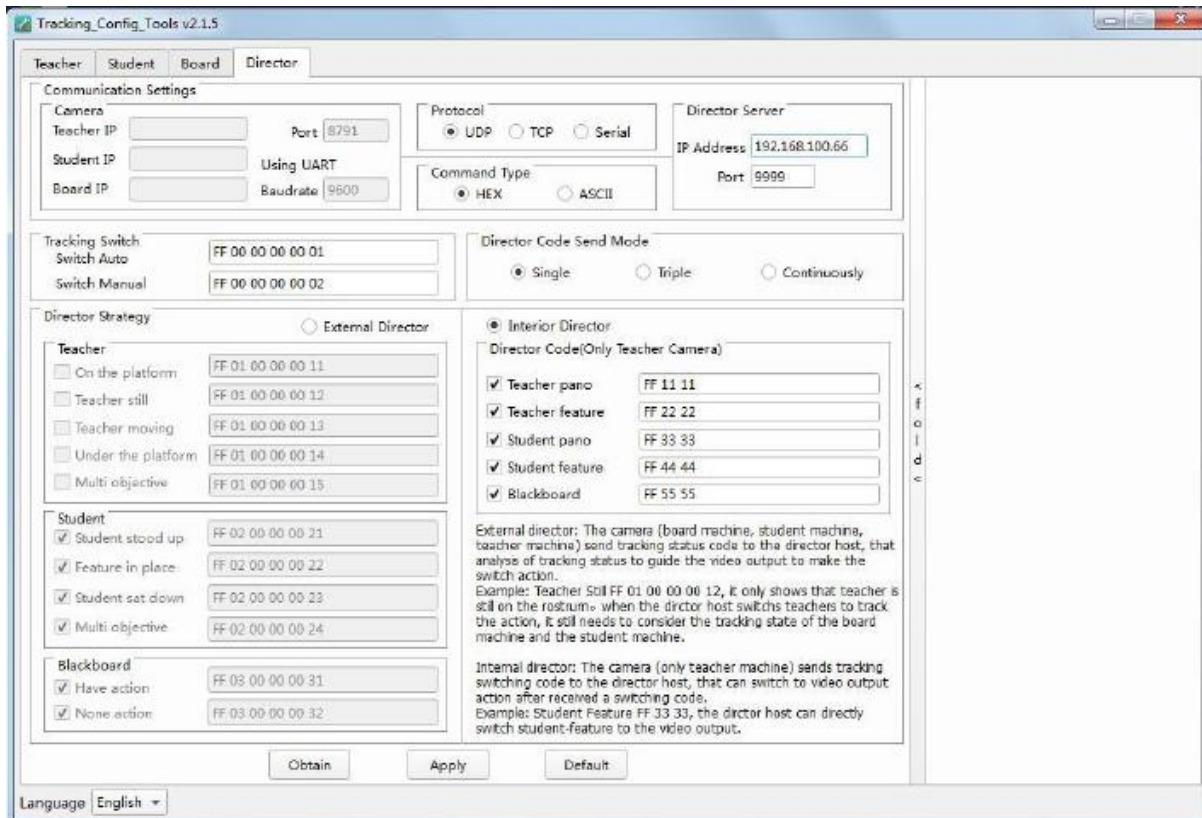 Tracking_Config_Tools v2.1.5
Teacher Student Board Director
Communication Settings
Camera
Teacher IP Port 8791
Student IP Using UART
Board IP Baudrate 9600
Protocol
UDP TCP Serial
Command Type
HEX ASCII
Director Server
IP Address 192.168.100.66
Port 9999
Tracking Switch
Switch Auto FF 00 00 00 00 01
Switch Manual FF 00 00 00 00 02
Director Code Send Mode
Single Triple Continuously
Director Strategy
External Director
Teacher
On the platform FF 01 00 00 00 11
Teacher still FF 01 00 00 00 12
Teacher moving FF 01 00 00 00 13
Under the platform FF 01 00 00 00 14
Multi objective FF 01 00 00 00 15
Student
Student stood up FF 02 00 00 00 21
Feature in place FF 02 00 00 00 22
Student sat down FF 02 00 00 00 23
Multi objective FF 02 00 00 00 24
Blackboard
Have action FF 03 00 00 00 31
None action FF 03 00 00 00 32
Interior Director
Director Code(Only Teacher Camera)
Teacher pano FF 11 11
Teacher feature FF 22 22
Student pano FF 33 33
Student feature FF 44 44
Blackboard FF 55 55
External director: The camera (board machine, student machine,
teacher machine) send tracking status code to the director host, that
analysis of tracking status to guide the video output to make the
switch action.
Example: Teacher Still FF 01 00 00 00 12, it only shows that teacher is
still on the rostrum。when the dirctor host switchs teachers to track
the action, it still needs to consider the tracking state of the board
machine and the student machine.
Internal director: The camera (only teacher machine) sends tracking
switching code to the director host, that can switch to video output
action after received a switching code.
Example: Student Feature FF 33 33, the dirctor host can directly
switch student-feature to the video output.
<
f
o
l
d
<
Obtain Apply Default
Language English